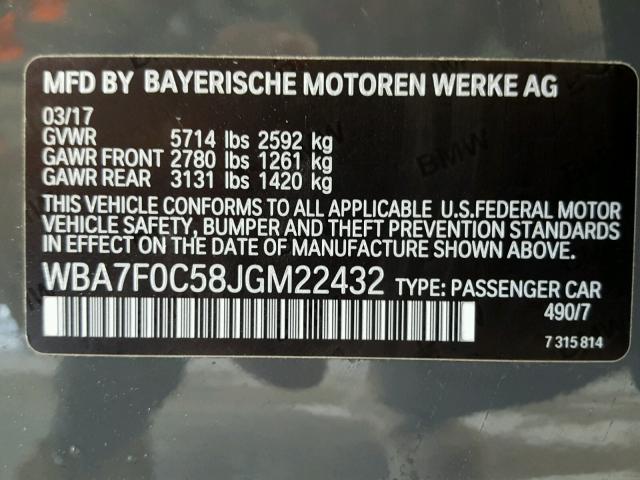 MFD BY BAYERISCHE MOTOREN WERKE AG
03/17
GVWR 5714 lbs 2592 kg
GAWR FRONT 2780 lbs 1261 kg
GAWR REAR 3131 lbs 1420 kg
THIS VEHICLE CONFORMS TO ALL APPLICABLE U.S.FEDERAL MOTOR
VEHICLE SAFETY, BUMPER AND THEFT PREVENTION STANDARDS
IN EFFECT ON THE DATE OF MANUFACTURE SHOWN ABOVE.
WBA7F0C58JGM22432 TYPE: PASSENGER CAR
490/7
7 315 814
BMW